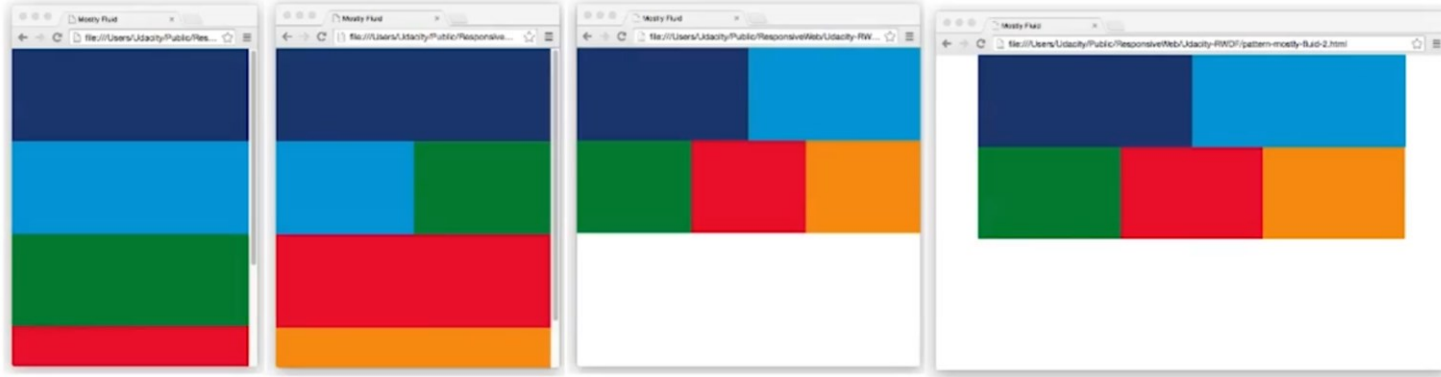 Mostly Fluid
file:///Users/Udacity/Public/Res...
Mostly Fluid
file:///Users/Udacity/Public/Responsive...
Mostly Fluid
file:///Users/Udacity/Public/ResponsiveWeb/Udacity-RW...
Mostly Fluid
file:///Users/Udacity/Public/ResponsiveWeb/Udacity-RWDF/pattern-mostly-fluid-2.html